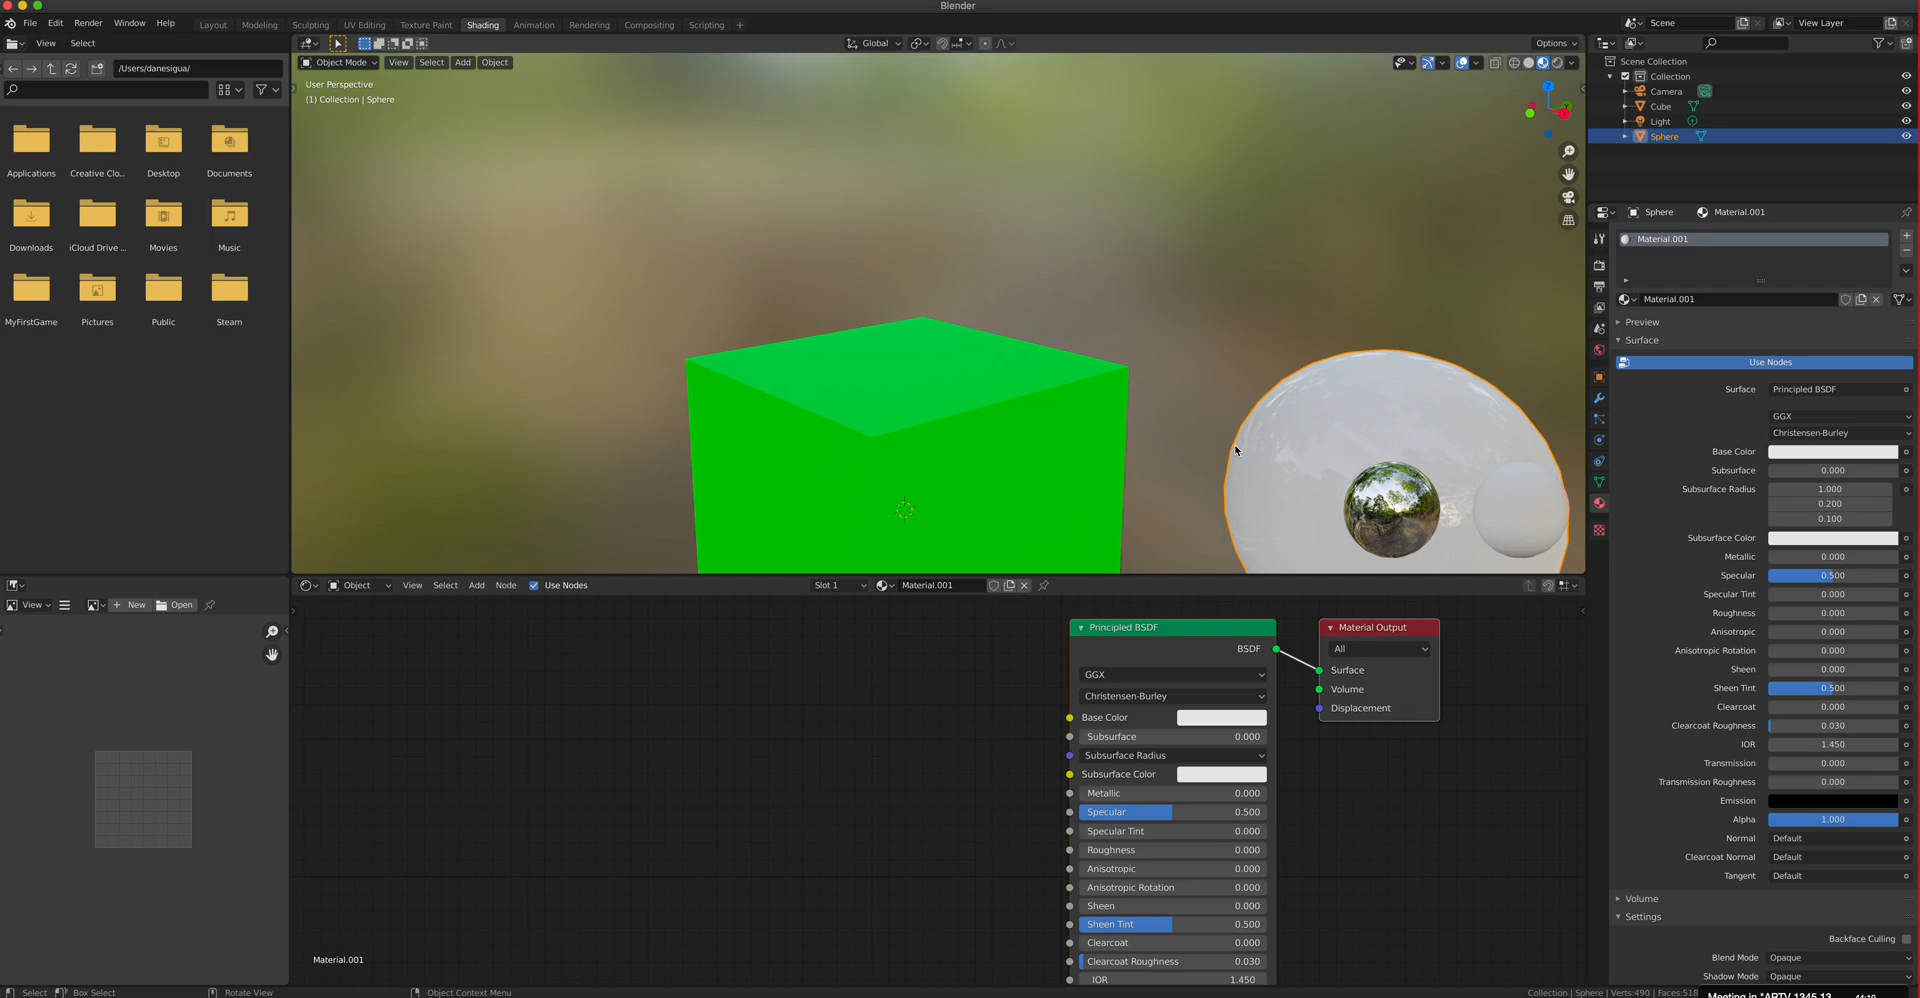 Blender
File Edit Render Window Help
Layout Modeling Sculpting UV Editing Texture Paint Shading Animation Rendering Compositing Scripting +
Scene View Layer
View Select
Global Options
/Users/danesigua/
Object Mode View Select Add Object
User Perspective
(1) Collection | Sphere
Applications Creative Clo... Desktop Documents
Downloads iCloud Drive ... Movies Music
MyFirstGame Pictures Public Steam
Scene Collection
Collection
Camera
Cube
Light
Sphere
Sphere Material.001
Material.001
Material.001
Preview
Surface
Use Nodes
Surface Principled BSDF
GGX
Christensen-Burley
Base Color
Subsurface 0.000
Subsurface Radius 1.000
0.200
0.100
Subsurface Color
Metallic 0.000
Specular 0.500
Specular Tint 0.000
Roughness 0.000
Anisotropic 0.000
Anisotropic Rotation 0.000
Sheen 0.000
Sheen Tint 0.500
Clearcoat 0.000
Clearcoat Roughness 0.030
IOR 1.450
Transmission 0.000
Transmission Roughness 0.000
Emission
Alpha 1.000
Normal Default
Clearcoat Normal Default
Tangent Default
Volume
Settings
Backface Culling
Blend Mode Opaque
Shadow Mode Opaque
Object View Select Add Node Use Nodes Slot 1 Material.001
View + New Open
Principled BSDF
BSDF
GGX
Christensen-Burley
Base Color
Subsurface 0.000
Subsurface Radius
Subsurface Color
Metallic 0.000
Specular 0.500
Specular Tint 0.000
Roughness 0.000
Anisotropic 0.000
Anisotropic Rotation 0.000
Sheen 0.000
Sheen Tint 0.500
Clearcoat 0.000
Clearcoat Roughness 0.030
IOR 1.450
Material Output
All
Surface
Volume
Displacement
Material.001
Select Box Select Rotate View Object Context Menu
Collection | Sphere | Verts:490 | Faces:518
Meeting in "ARTV 1345 13 44:10